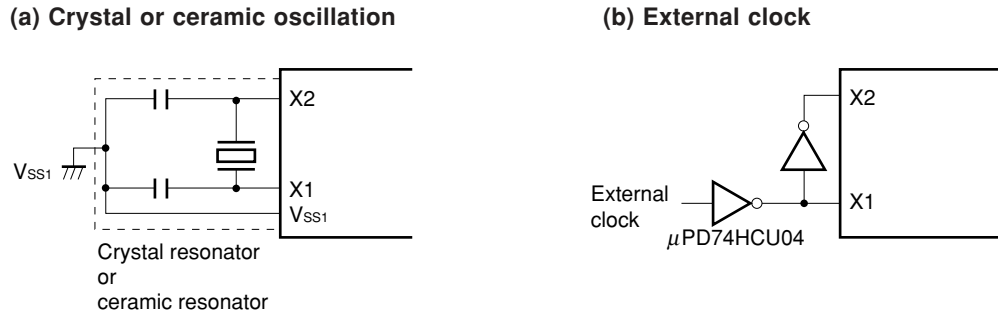 (a) Crystal or ceramic oscillation
X2
VSS1
X1
VSS1
Crystal resonator
or
ceramic resonator
(b) External clock
X2
External
clock
X1
µPD74HCU04